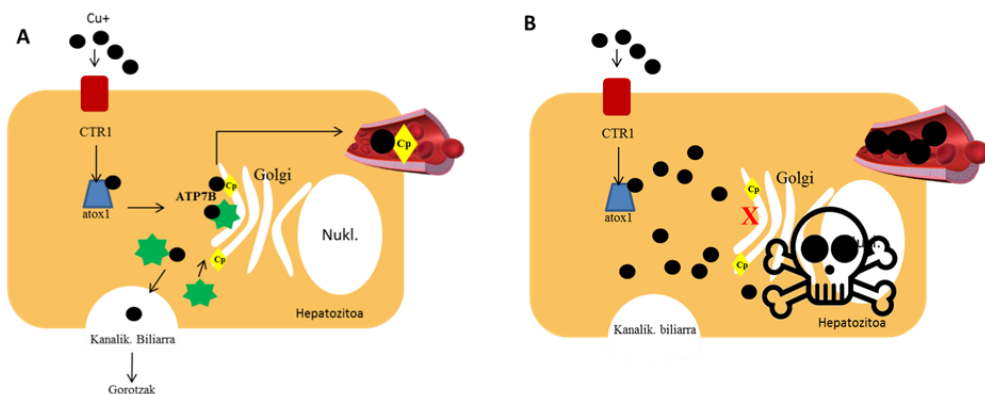 A
Cu+
CTR1
atox1
ATP7B
Cp
Golgi
Cp
Cp
Nukl.
Hepatozitoa
Kanalik. Biliarra
Gorotzak
B
CTR1
atox1
Cp
Golgi
X
Cp
Hepatozitoa
Kanalik. biliarra